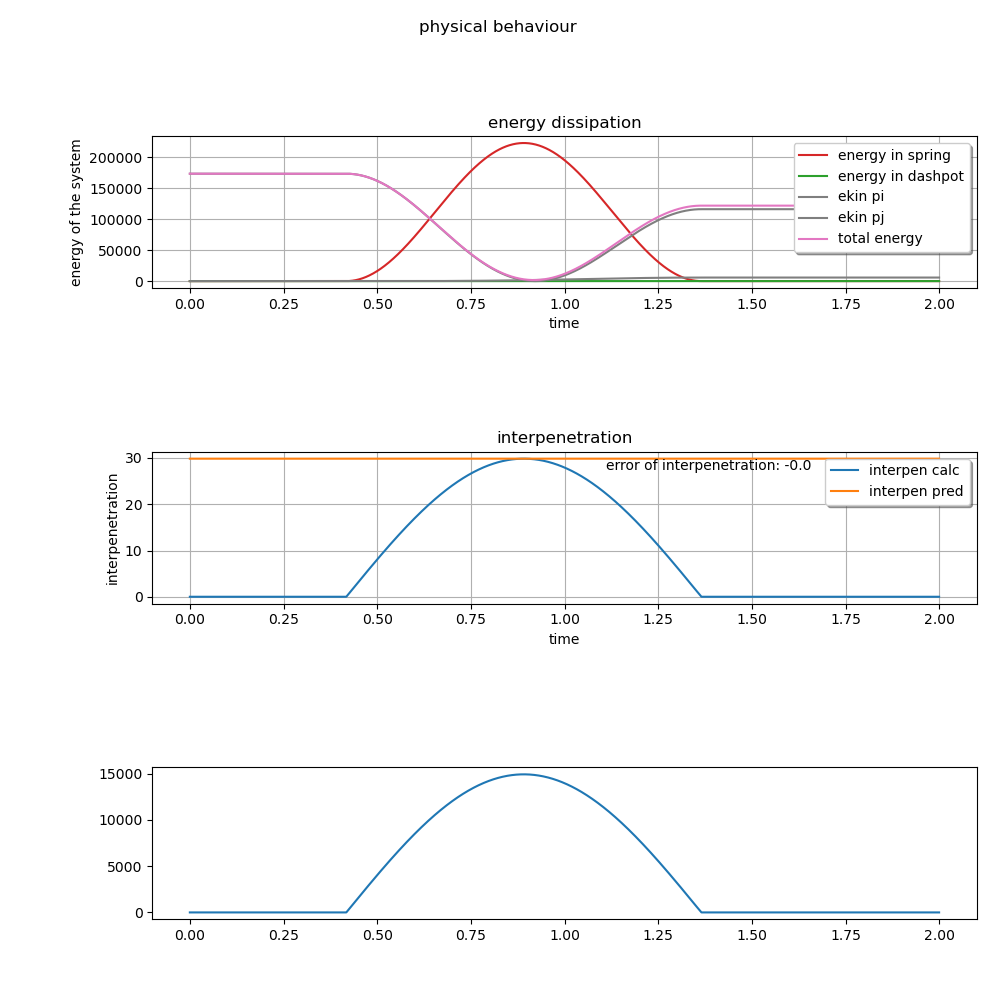 physical behaviour
energy dissipation
energy of the system
200000
150000
100000
50000
0
energy in spring
energy in dashpot
ekin pi
ekin pj
total energy
0.00 0.25 0.50 0.75 1.00 1.25 1.50 1.75 2.00
time
interpenetration
interpenetration
30
20
10
0
error of interpenetration: -0.0
interpen calc
interpen pred
0.00 0.25 0.50 0.75 1.00 1.25 1.50 1.75 2.00
time
15000
10000
5000
0
0.00 0.25 0.50 0.75 1.00 1.25 1.50 1.75 2.00